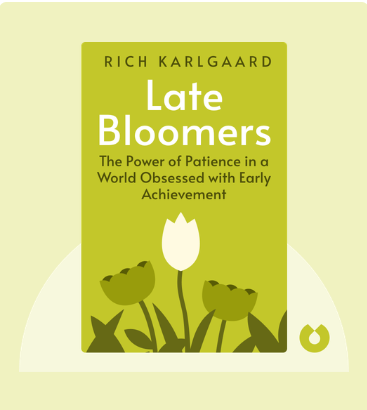 RICH KARLGAARD
Late
Bloomers
The Power of Patience in a
World Obsessed with Early
Achievement